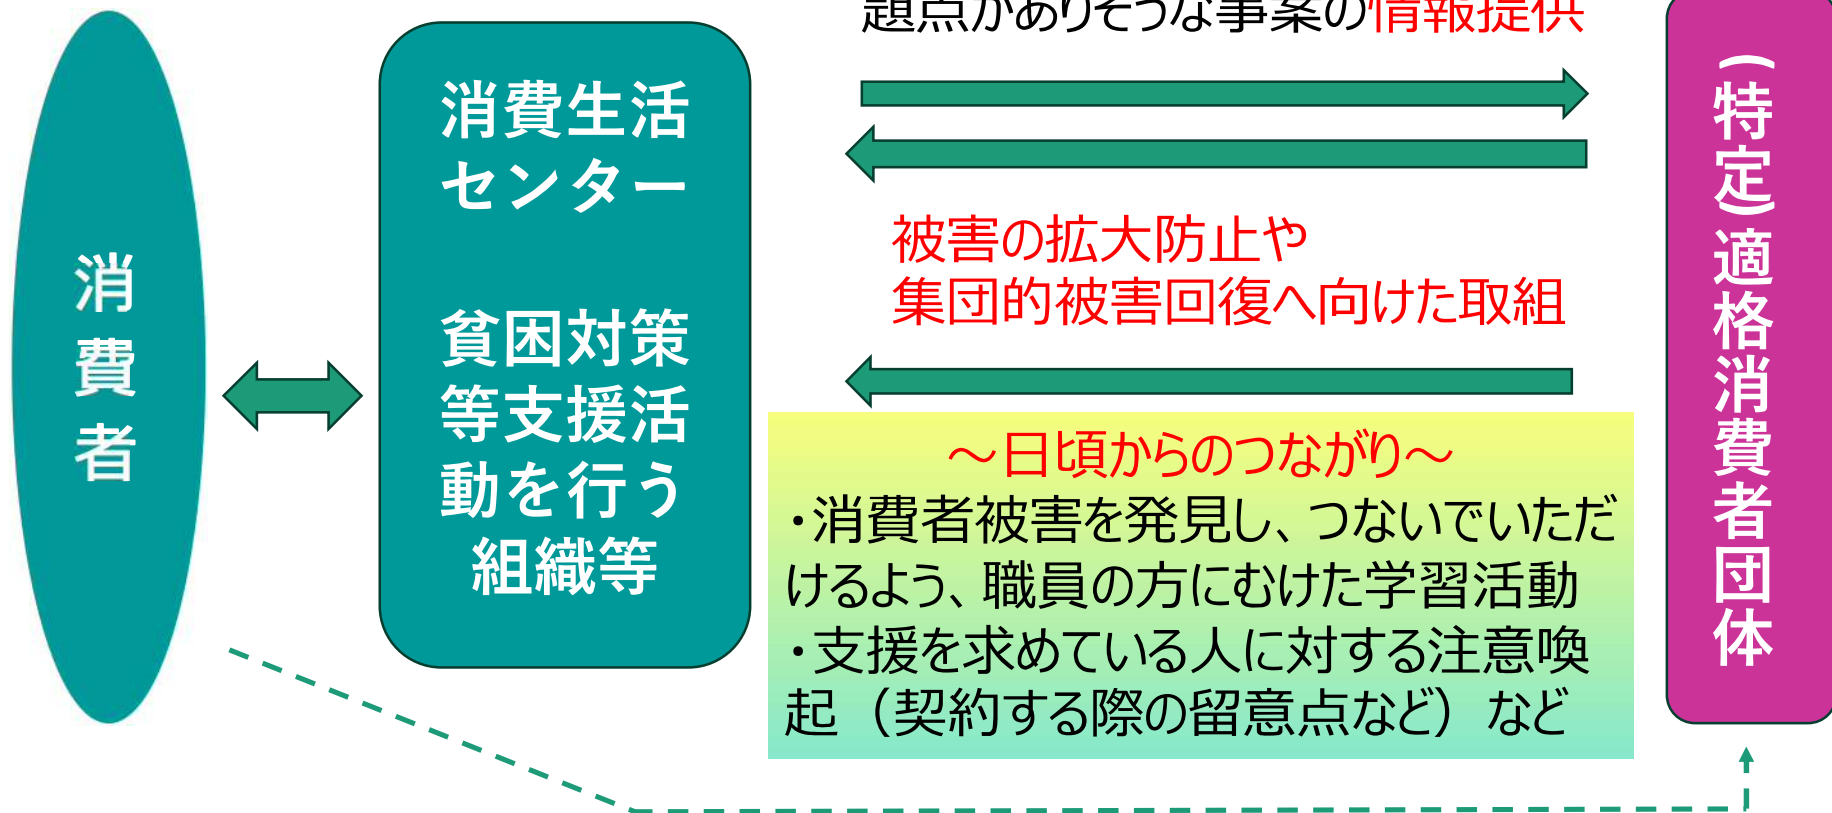 題点がありそうな事案の情報提供
消費者
消費生活
センター
貧困対策
等支援活
動を行う
組織等
被害の拡大防止や
集団的被害回復へ向けた取組
～日頃からのつながり～
・消費者被害を発見し、つないでいただ
けるよう、職員の方にむけた学習活動
・支援を求めている人に対する注意喚
起（契約する際の留意点など）など
(特定)適格消費者団体